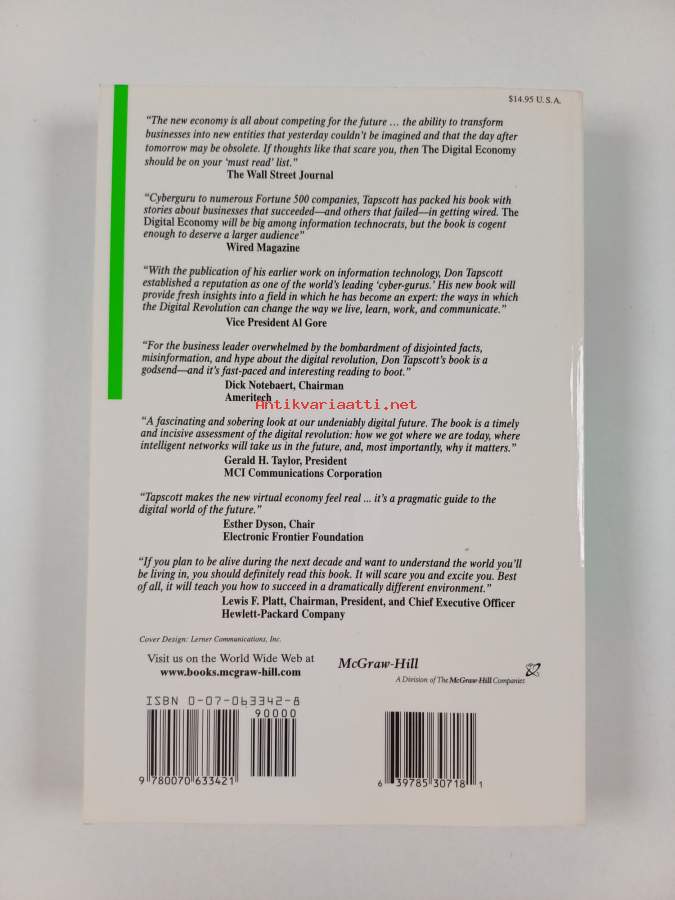 $14.95 U.S.A.
“The new economy is all about competing for the future ... the ability to transform
businesses into new entities that yesterday couldn’t be imagined and that the day after
tomorrow may be obsolete. If thoughts like that scare you, then The Digital Economy
should be on your ‘must read’ list.”
The Wall Street Journal
“Cyberguru to numerous Fortune 500 companies, Tapscott has packed his book with
stories about businesses that succeeded—and others that failed—in getting wired. The
Digital Economy will be big among information technocrats, but the book is cogent
enough to deserve a larger audience”
Wired Magazine
“With the publication of his earlier work on information technology, Don Tapscott
established a reputation as one of the world’s leading ‘cyber-gurus.’ His new book will
provide fresh insights into a field in which he has become an expert: the ways in which
the Digital Revolution can change the way we live, learn, work, and communicate.”
Vice President Al Gore
“For the business leader overwhelmed by the bombardment of disjointed facts,
misinformation, and hype about the digital revolution, Don Tapscott’s book is a
godsend—and it’s fast-paced and interesting reading to boot.”
Dick Notebaert, Chairman
Ameritech
Antikvariaatti.net
“A fascinating and sobering look at our undeniably digital future. The book is a timely
and incisive assessment of the digital revolution: how we got where we are today, where
intelligent networks will take us in the future, and, most importantly, why it matters.”
Gerald H. Taylor, President
MCI Communications Corporation
“Tapscott makes the new virtual economy feel real ... it’s a pragmatic guide to the
digital world of the future.”
Esther Dyson, Chair
Electronic Frontier Foundation
“If you plan to be alive during the next decade and want to understand the world you’ll
be living in, you should definitely read this book. It will scare you and excite you. Best
of all, it will teach you how to succeed in a dramatically different environment.”
Lewis F. Platt, Chairman, President, and Chief Executive Officer
Hewlett-Packard Company
Cover Design: Lerner Communications, Inc.
Visit us on the World Wide Web at
www.books.mcgraw-hill.com
McGraw-Hill
A Division of The McGraw-Hill Companies
ISBN 0-07-063342-8
90000
9 780070 633421
6 39785 30718 1